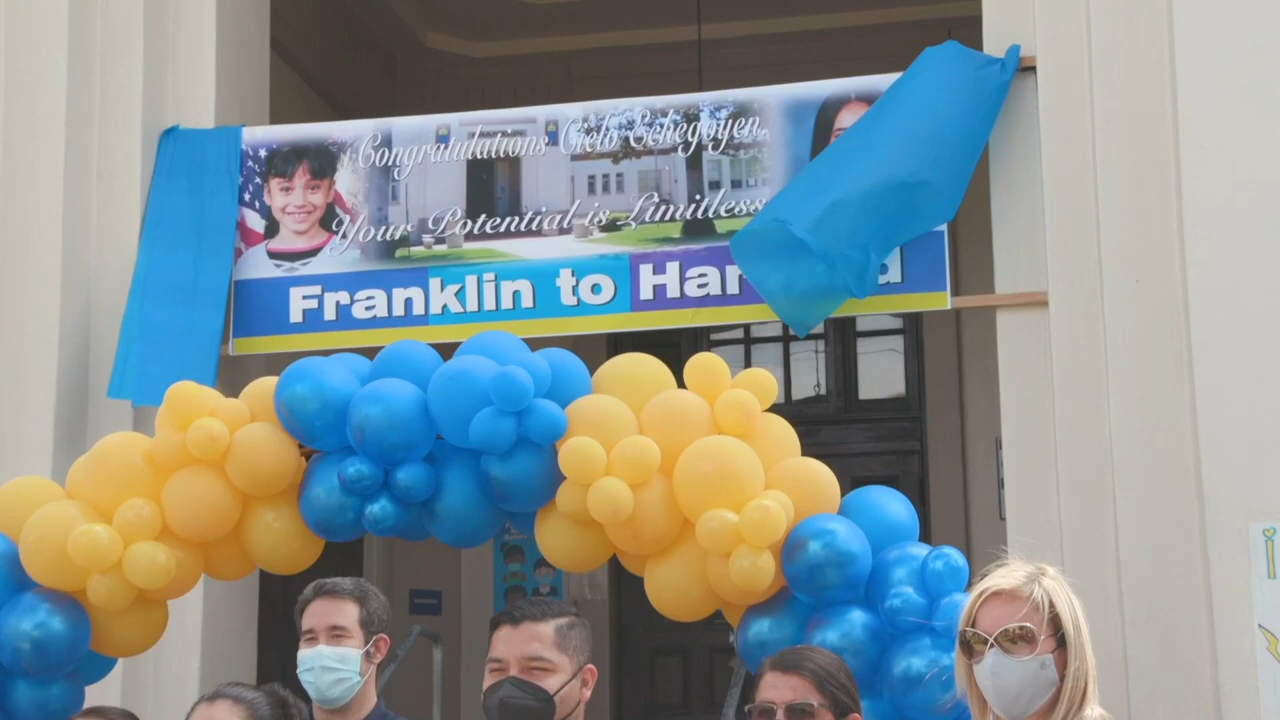 Congratulations Cielo Echegoyen,
Your Potential is Limitless
Franklin to Har
d